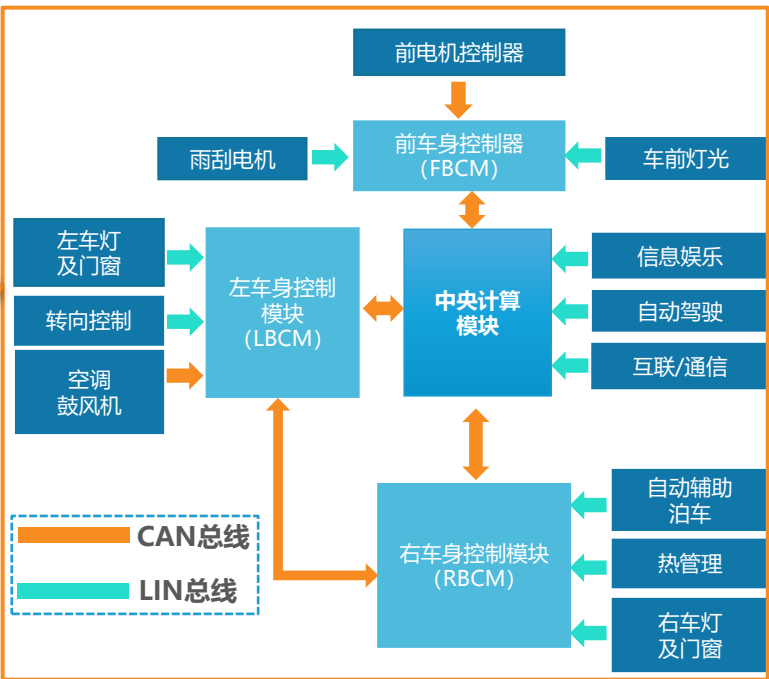 前电机控制器
雨刮电机
前车身控制器
（FBCM）
车前灯光
左车灯
及门窗
转向控制
空调
鼓风机
左车身控制
模块
（LBCM）
中央计算
模块
信息娱乐
自动驾驶
互联/通信
右车身控制模块
（RBCM）
自动辅助
泊车
热管理
右车灯
及门窗
CAN总线
LIN总线